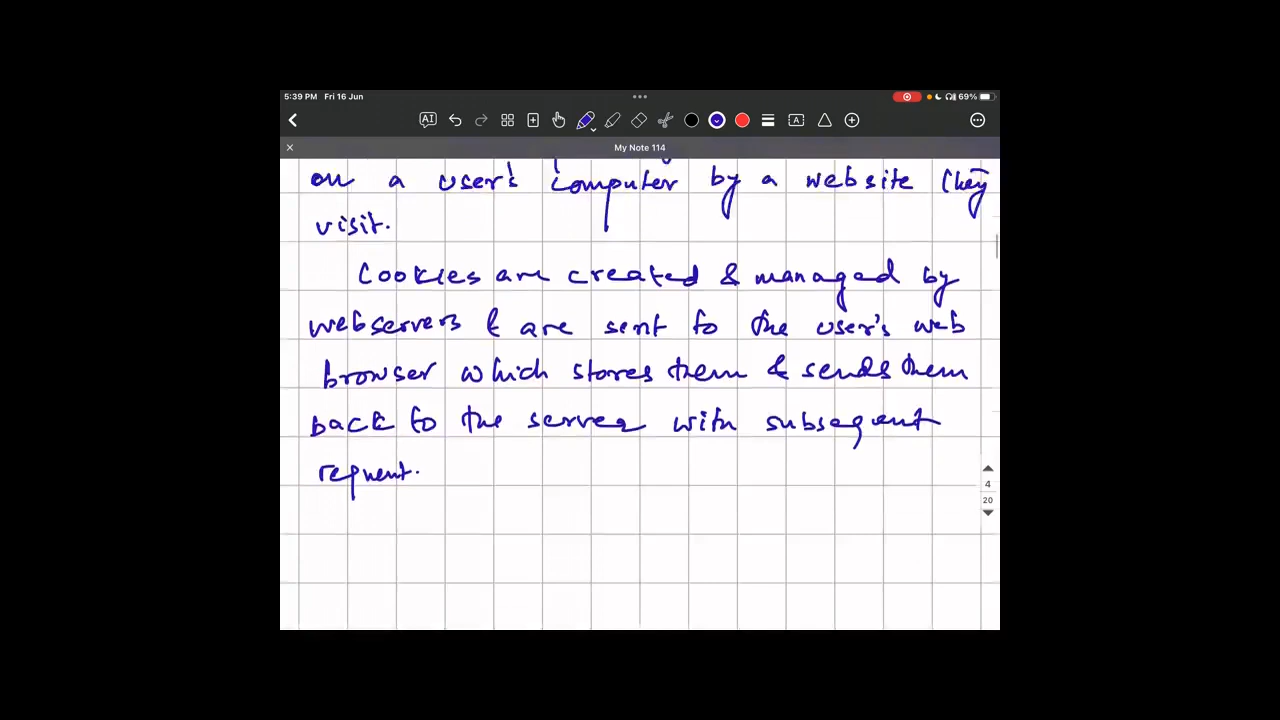 5:39 PM Fri 16 Jun
69%
AI
A
My Note 114
on a user's computer by a website they
visit.
Cookies are created & managed by
webservers & are sent to the user's web
browser which stores them & sends them
back to the server with subsequent
request.
4
20